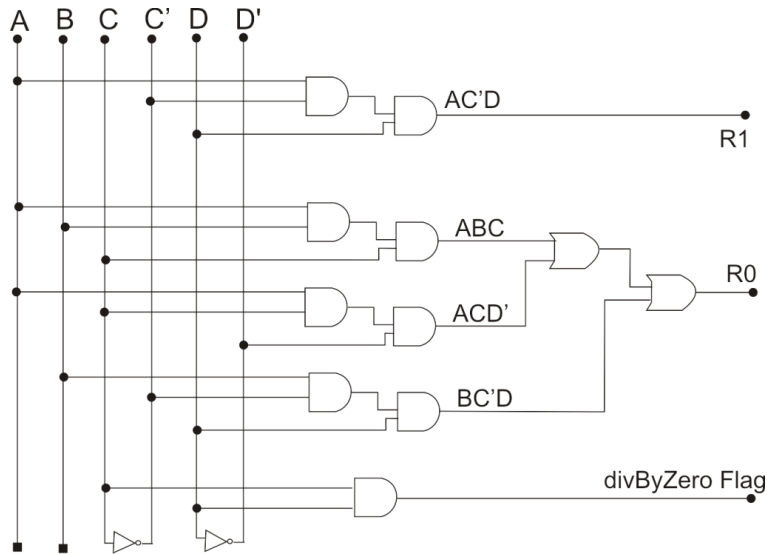 A B C C' D D'
AC'D
R1
ABC
R0
ACD'
BC'D
divByZero Flag